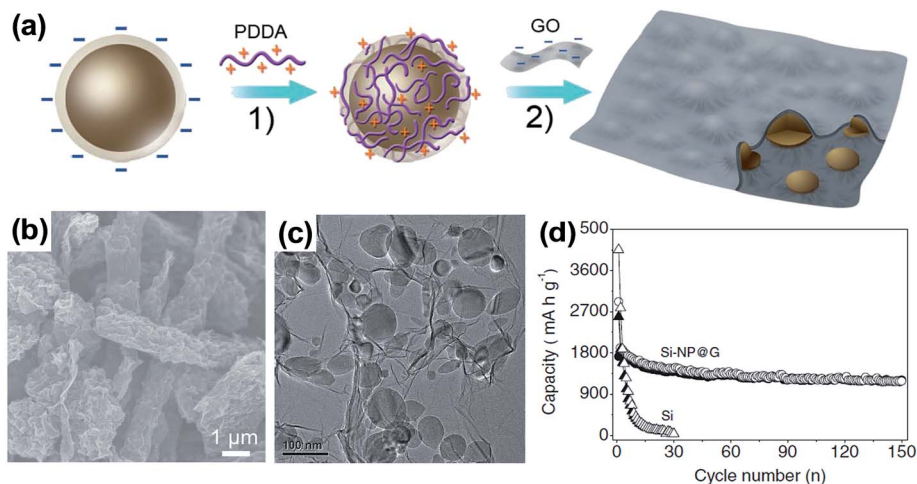 (a)
PDDA
1)
GO
2)
(b)
1 μm
(c)
100 nm
(d)
Capacity ( mA h g⁻¹)
4500
3600
2700
1800
900
0
Si-NP@G
Si
0 30 60 90 120 150
Cycle number (n)